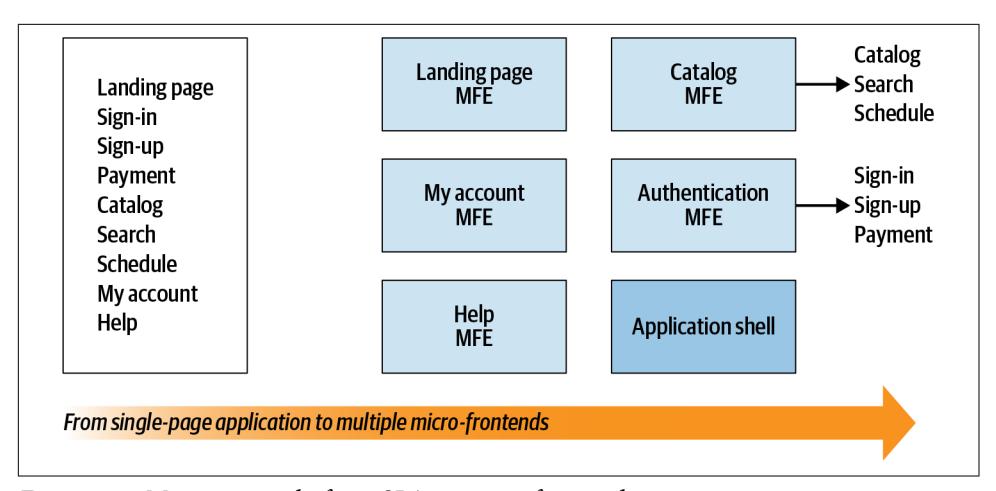 Landing page
Sign-in
Sign-up
Payment
Catalog
Search
Schedule
My account
Help
Landing page
MFE
Catalog
MFE
Catalog
Search
Schedule
My account
MFE
Authentication
MFE
Sign-in
Sign-up
Payment
Help
MFE
Application shell
From single-page application to multiple micro-frontends